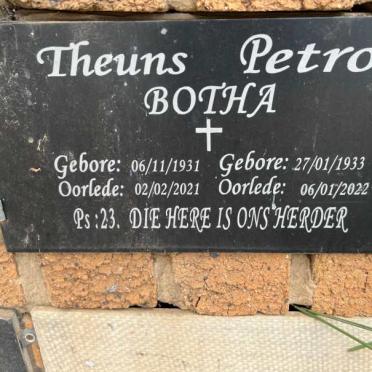 Theuns Petro
BOTHA
Gebore: 06/11/1931 Gebore: 27/01/1933
Oorlede: 02/02/2021 Oorlede: 06/01/2022
Ps :23. DIE HERE IS ONS HERDER